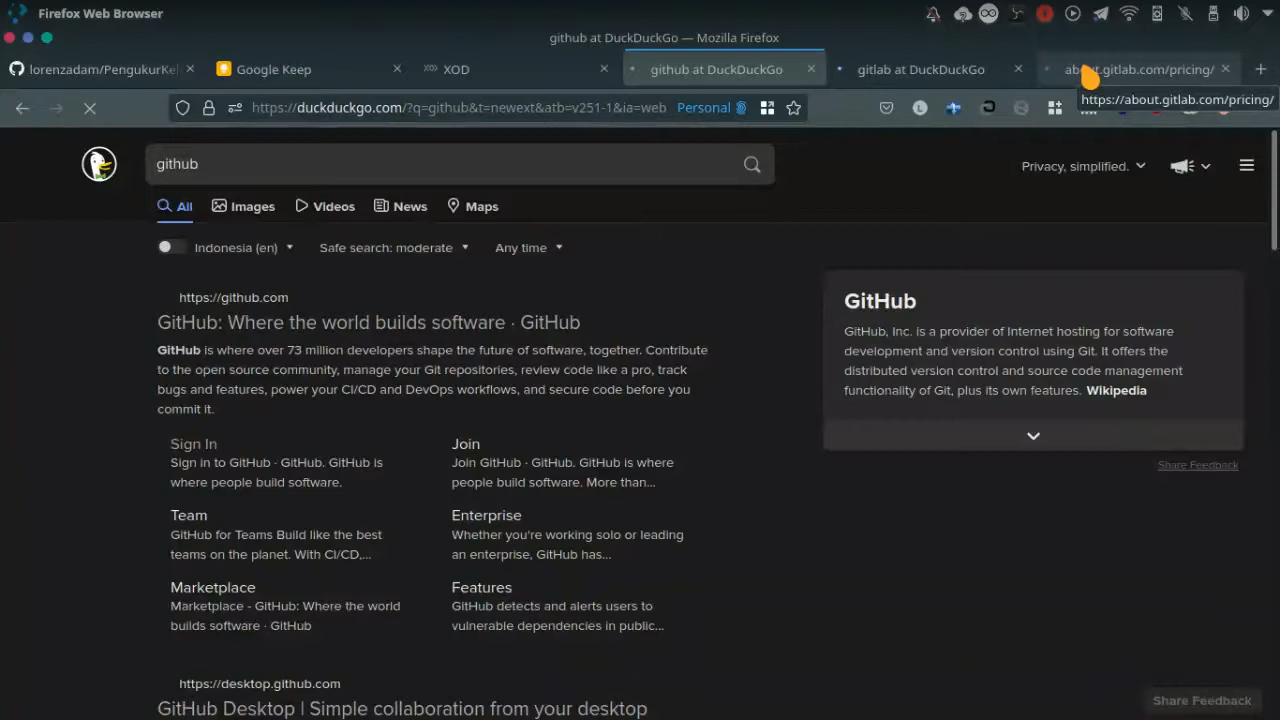 Firefox Web Browser
github at DuckDuckGo — Mozilla Firefox
lorenzadam/PengukurKe
Google Keep
XOD
github at DuckDuckGo
gitlab at DuckDuckGo
about.gitlab.com/pricing/
https://duckduckgo.com/?q=github&t=newext&atb=v251-1&ia=web
Personal
https://about.gitlab.com/pricing/
github
Privacy, simplified.
All
Images
Videos
News
Maps
Indonesia (en)
Safe search: moderate
Any time
https://github.com
GitHub: Where the world builds software · GitHub
GitHub is where over 73 million developers shape the future of software, together. Contribute
to the open source community, manage your Git repositories, review code like a pro, track
bugs and features, power your CI/CD and DevOps workflows, and secure code before you
commit it.
Sign In
Sign in to GitHub · GitHub. GitHub is
where people build software.
Join
Join GitHub · GitHub. GitHub is where
people build software. More than...
Team
GitHub for Teams Build like the best
teams on the planet. With CI/CD,...
Enterprise
Whether you're working solo or leading
an enterprise, GitHub has...
Marketplace
Marketplace - GitHub: Where the world
builds software · GitHub
Features
GitHub detects and alerts users to
vulnerable dependencies in public...
https://desktop.github.com
GitHub Desktop | Simple collaboration from your desktop
GitHub
GitHub, Inc. is a provider of Internet hosting for software
development and version control using Git. It offers the
distributed version control and source code management
functionality of Git, plus its own features. Wikipedia
Share Feedback
Share Feedback